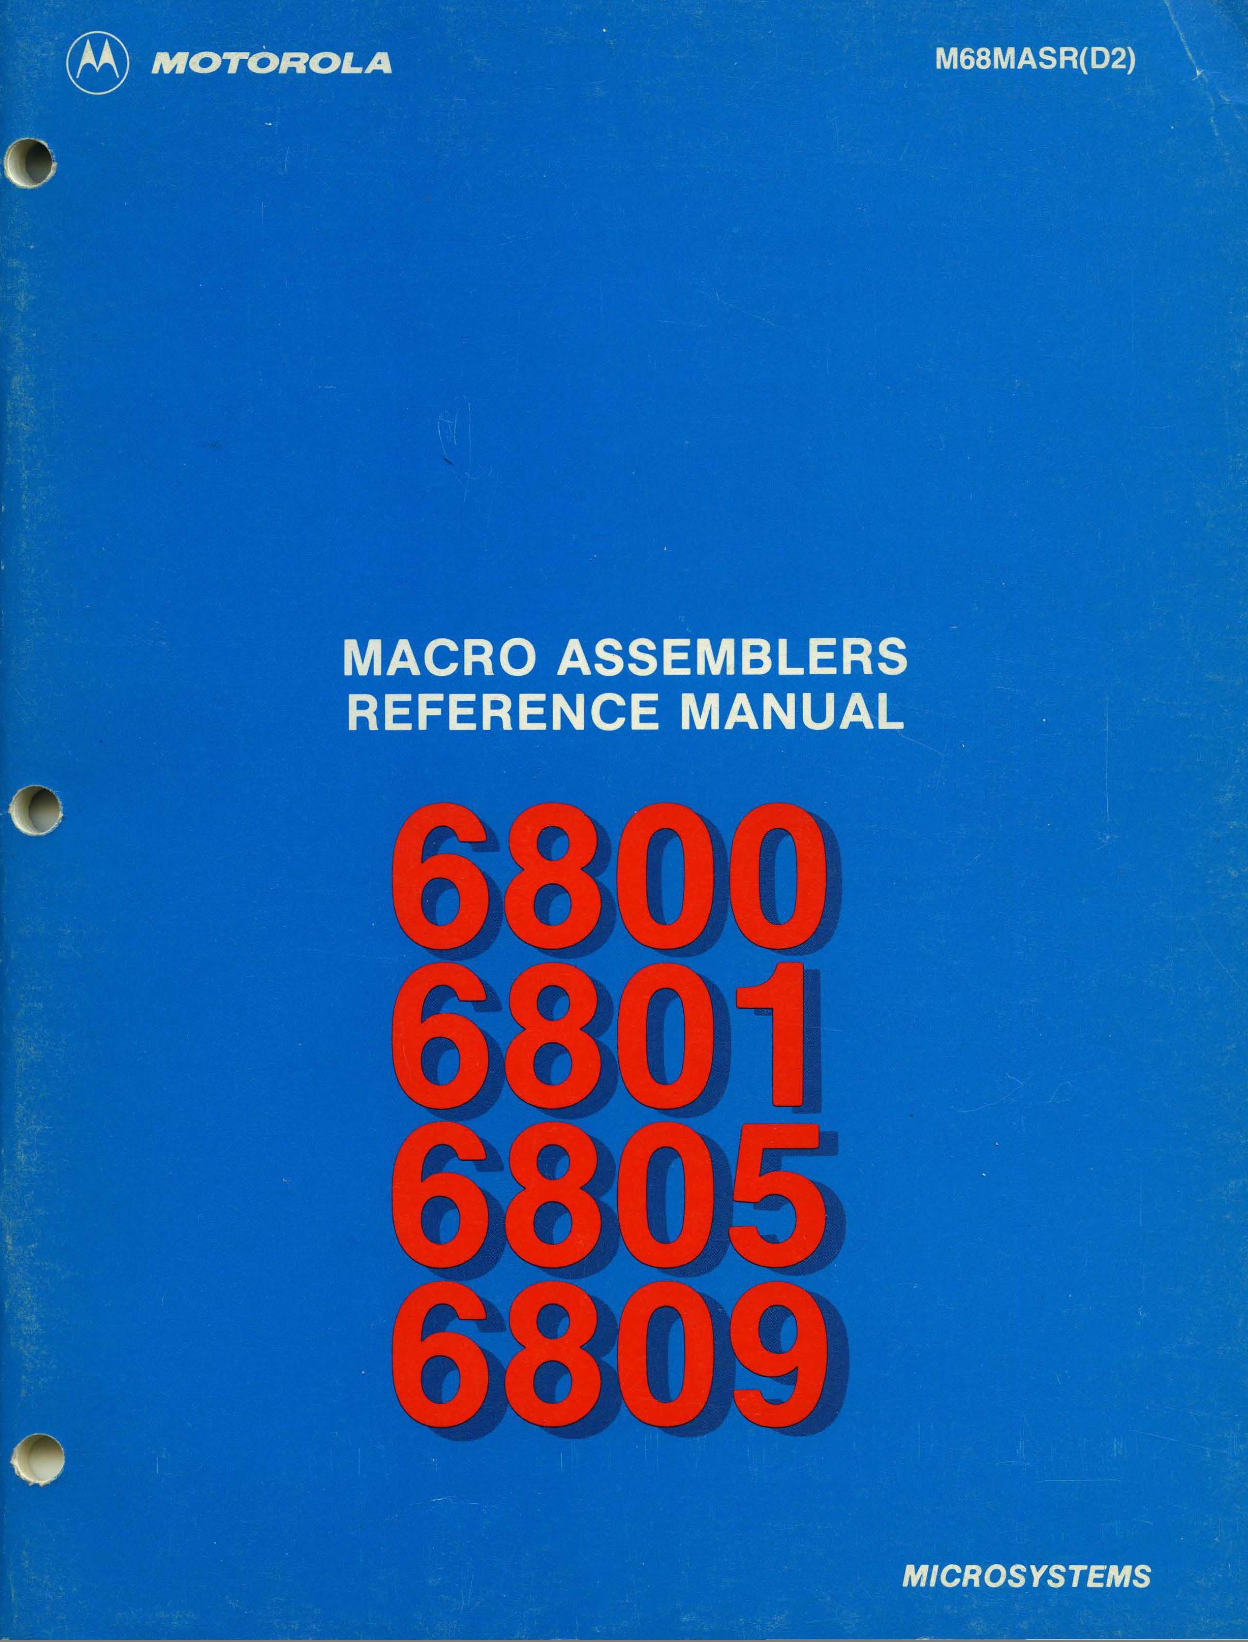 MOTOROLA
M68MASR(D2)
MACRO ASSEMBLERS
REFERENCE MANUAL
6800
6801
6805
6809
MICROSYSTEMS